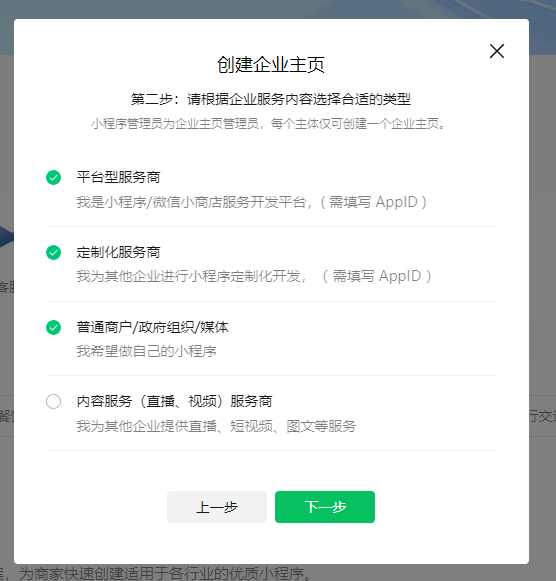 创建企业主页
第二步：请根据企业服务内容选择合适的类型
小程序管理员为企业主页管理员，每个主体仅可创建一个企业主页。
平台型服务商
我是小程序/微信小商店服务开发平台，（需填写 AppID ）
定制化服务商
我为其他企业进行小程序定制化开发，（ 需填写 AppID ）
普通商户/政府组织/媒体
我希望做自己的小程序
内容服务（直播、视频）服务商
我为其他企业提供直播、短视频、图文等服务
上一步
下一步
，为商家快速创建适用于各行业的优质小程序。